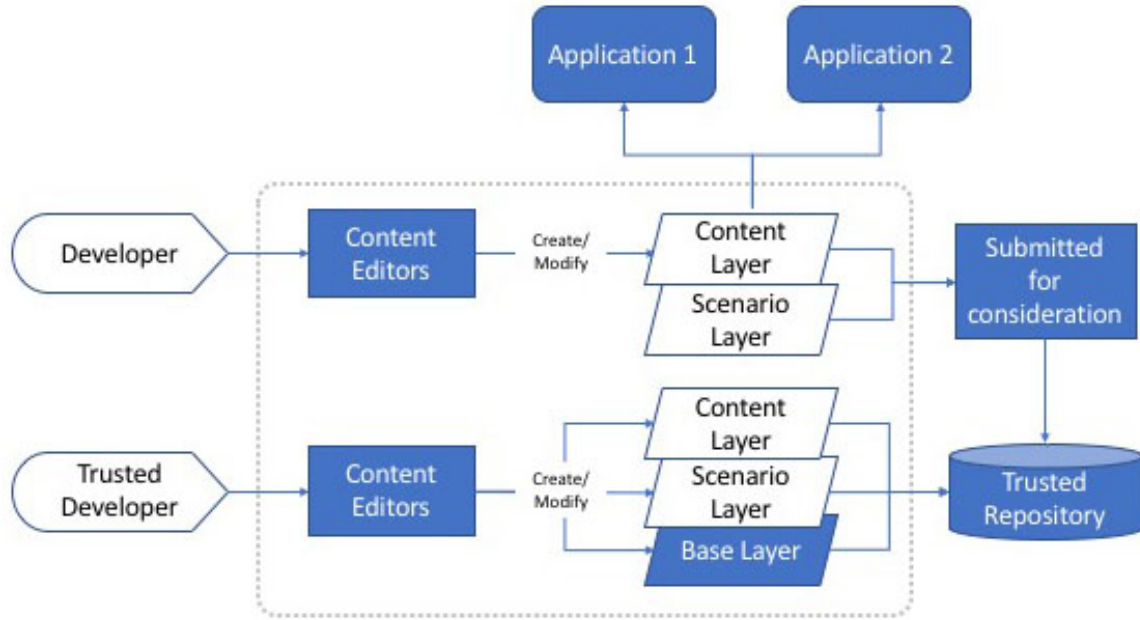 Application 1
Application 2
Developer
Content
Editors
Create/
Modify
Content
Layer
Scenario
Layer
Submitted
for
consideration
Trusted
Developer
Content
Editors
Create/
Modify
Content
Layer
Scenario
Layer
Base Layer
Trusted
Repository